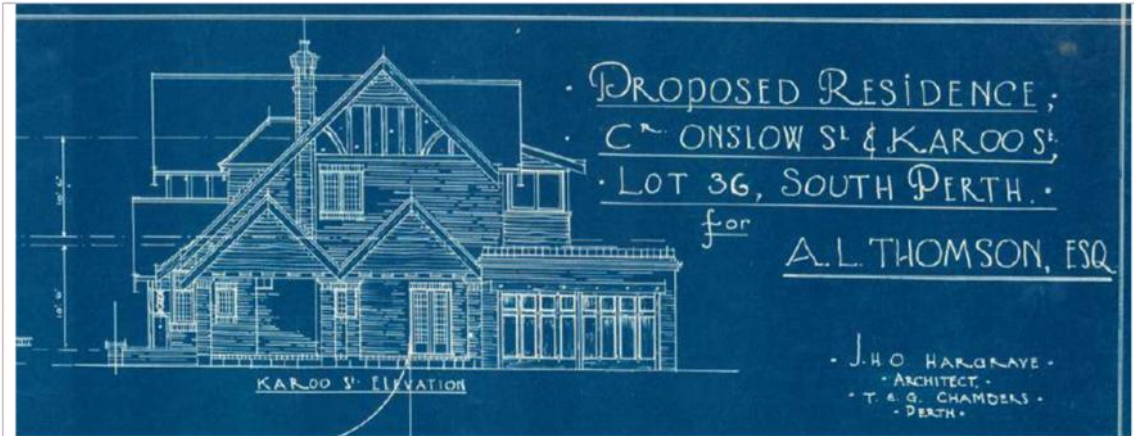 · PROPOSED RESIDENCE,
· Cʀ· ONSLOW Sᵗ & KAROO Sᵗ·
· LOT 36, SOUTH PERTH. ·
for
A. L. THOMSON, ESQ
KAROO Sᵗ· ELEVATION
· J. H. O HARGRAVE ·
· ARCHITECT, ·
· T. & G. CHAMBERS ·
· PERTH ·